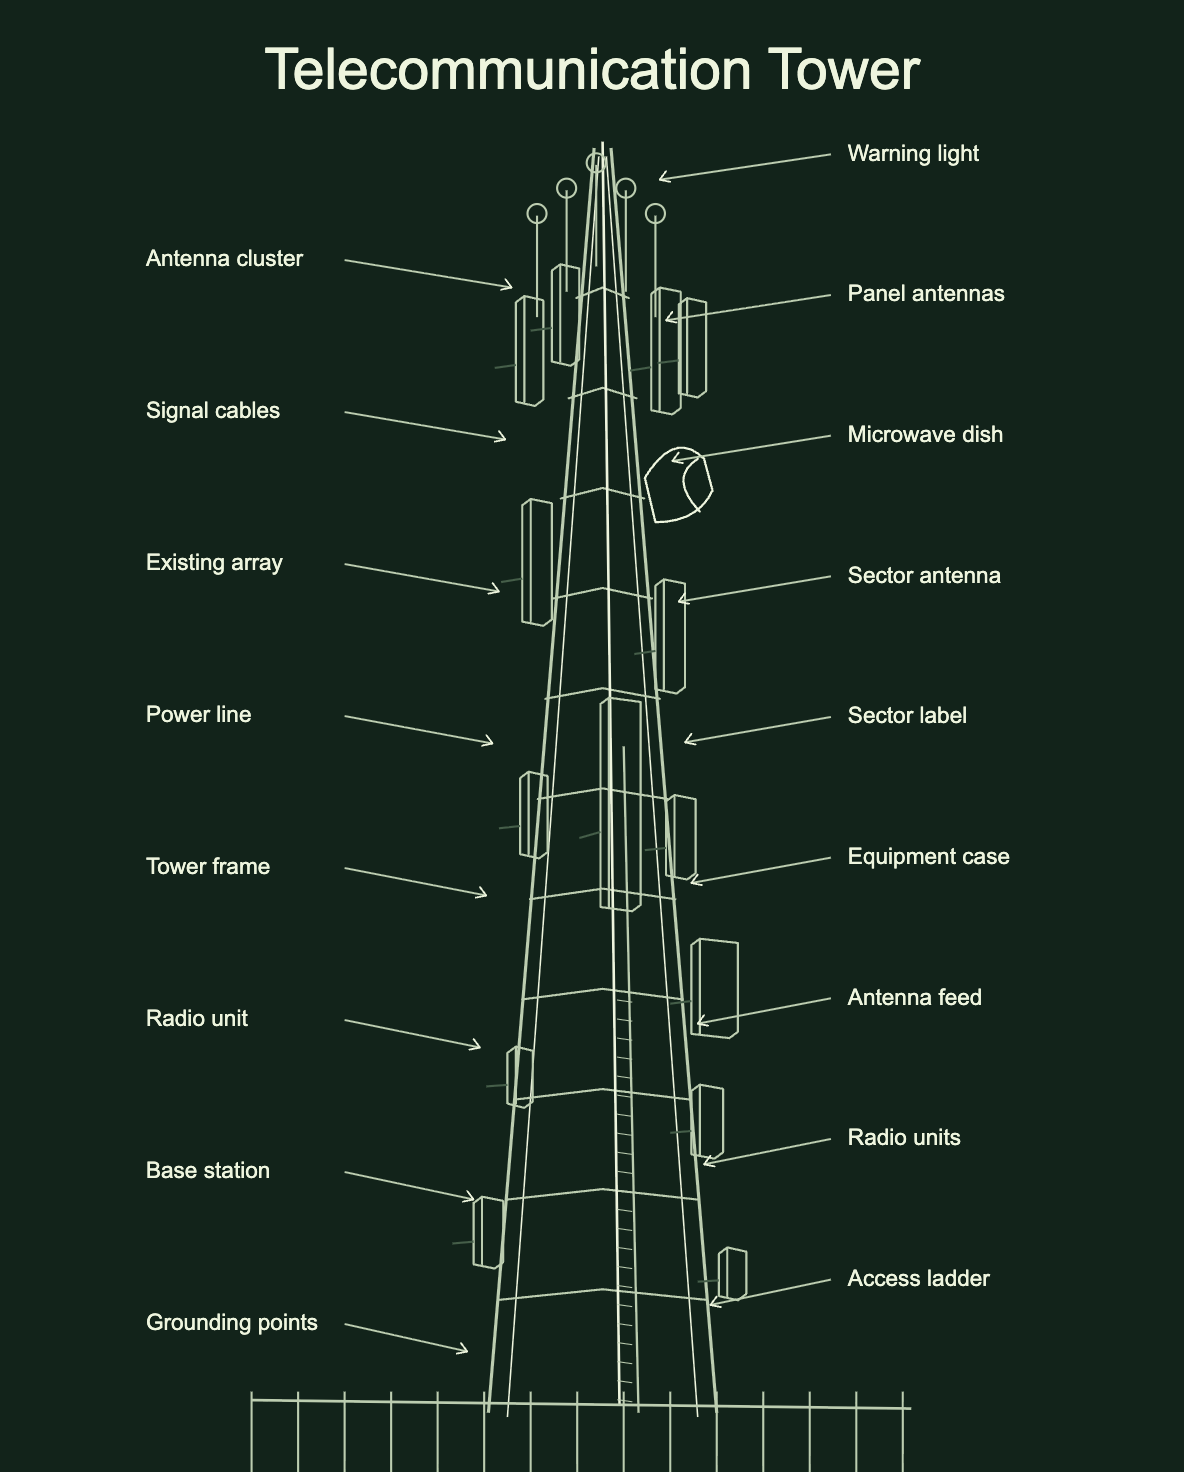 Telecommunication Tower
Warning light
Antenna cluster
Panel antennas
Signal cables
Microwave dish
Existing array
Sector antenna
Power line
Sector label
Tower frame
Equipment case
Radio unit
Antenna feed
Base station
Radio units
Grounding points
Access ladder